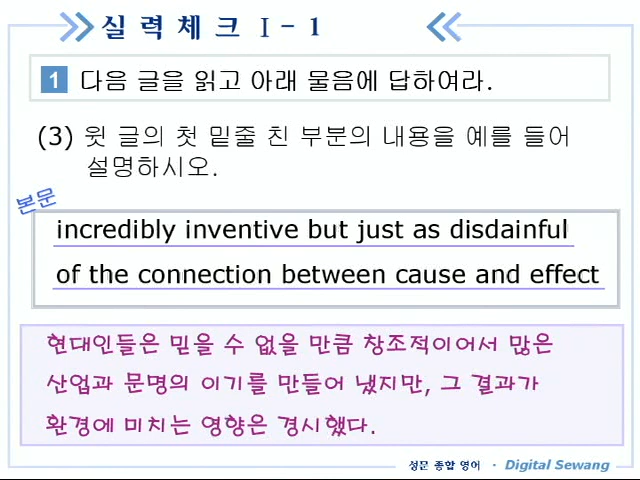 실 력 체 크 I - 1
1 다음 글을 읽고 아래 물음에 답하여라.
(3) 윗 글의 첫 밑줄 친 부분의 내용을 예를 들어
설명하시오.
본문
incredibly inventive but just as disdainful
of the connection between cause and effect
현대인들은 믿을 수 없을 만큼 창조적이어서 많은
산업과 문명의 이기를 만들어 냈지만, 그 결과가
환경에 미치는 영향은 경시했다.
성문 종합 영어 · Digital Sewang